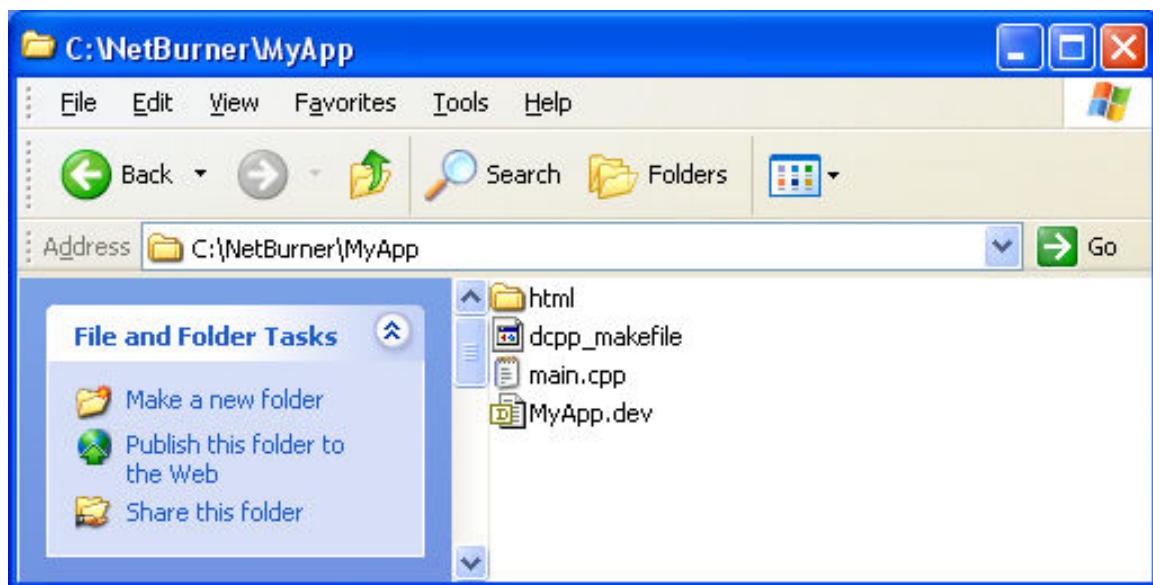 C:\NetBurner\MyApp
File Edit View Favorites Tools Help
Back Search Folders
Address C:\NetBurner\MyApp Go
File and Folder Tasks
Make a new folder
Publish this folder to
the Web
Share this folder
html
dcpp_makefile
main.cpp
MyApp.dev